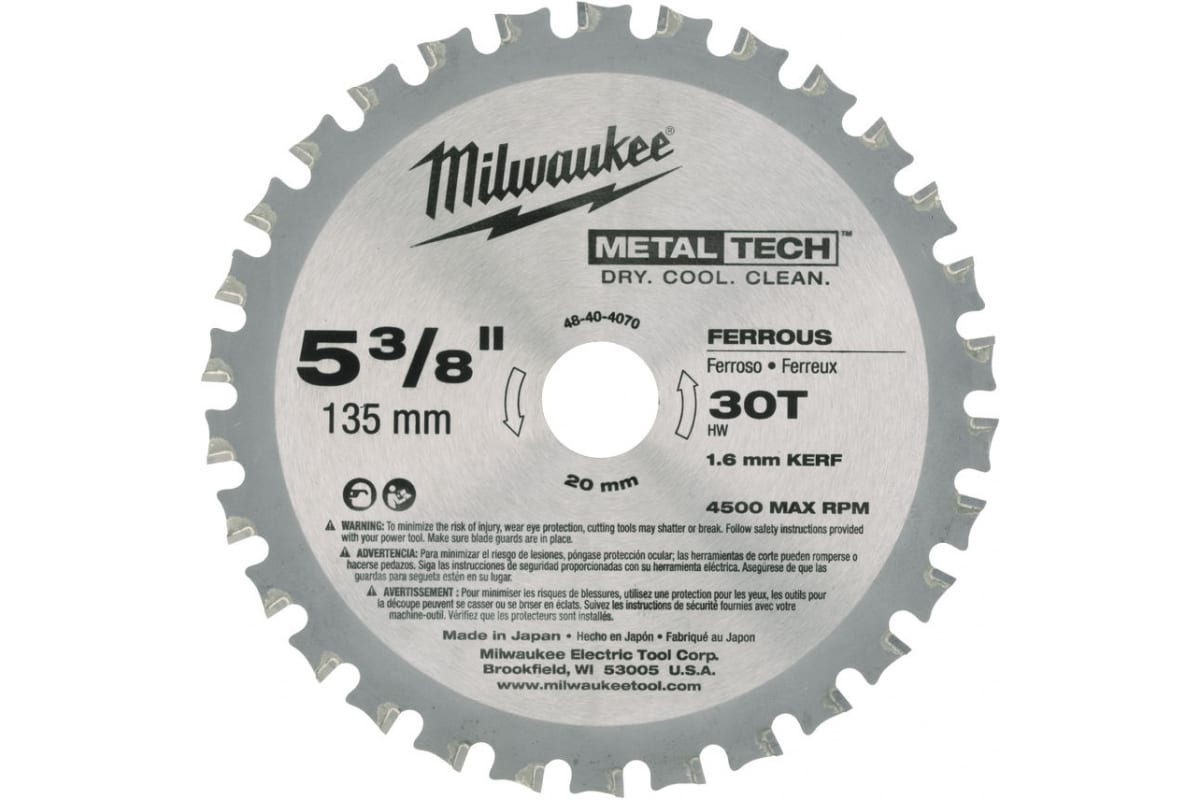 Milwaukee®
METAL TECH™
DRY. COOL. CLEAN.
48-40-4070
5 3/8"
135 mm
FERROUS
Ferroso • Ferreux
30T
HW
1.6 mm KERF
20 mm
4500 MAX RPM
⚠ WARNING: To minimize the risk of injury, wear eye protection, cutting tools may shatter or break. Follow safety instructions provided
with your power tool. Make sure blade guards are in place.
⚠ ADVERTENCIA: Para minimizar el riesgo de lesiones, póngase protección ocular; las herramientas de corte pueden romperse o
hacerse pedazos. Siga las instrucciones de seguridad proporcionadas con su herramienta eléctrica. Asegúrese de que las
guardas para segueta estén en su lugar.
⚠ AVERTISSEMENT : Pour minimiser les risques de blessures, utilisez une protection pour les yeux, les outils pour
la découpe peuvent se casser ou se briser en éclats. Suivez les instructions de sécurité fournies avec votre
machine-outil. Vérifiez que les protecteurs sont installés.
Made in Japan • Hecho en Japón • Fabriqué au Japon
Milwaukee Electric Tool Corp.
Brookfield, WI 53005 U.S.A.
www.milwaukeetool.com